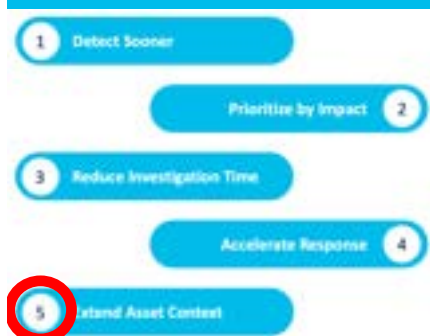 1 Detect Sooner
Prioritize by Impact 2
3 Reduce Investigation Time
Accelerate Response 4
5 Extend Asset Context